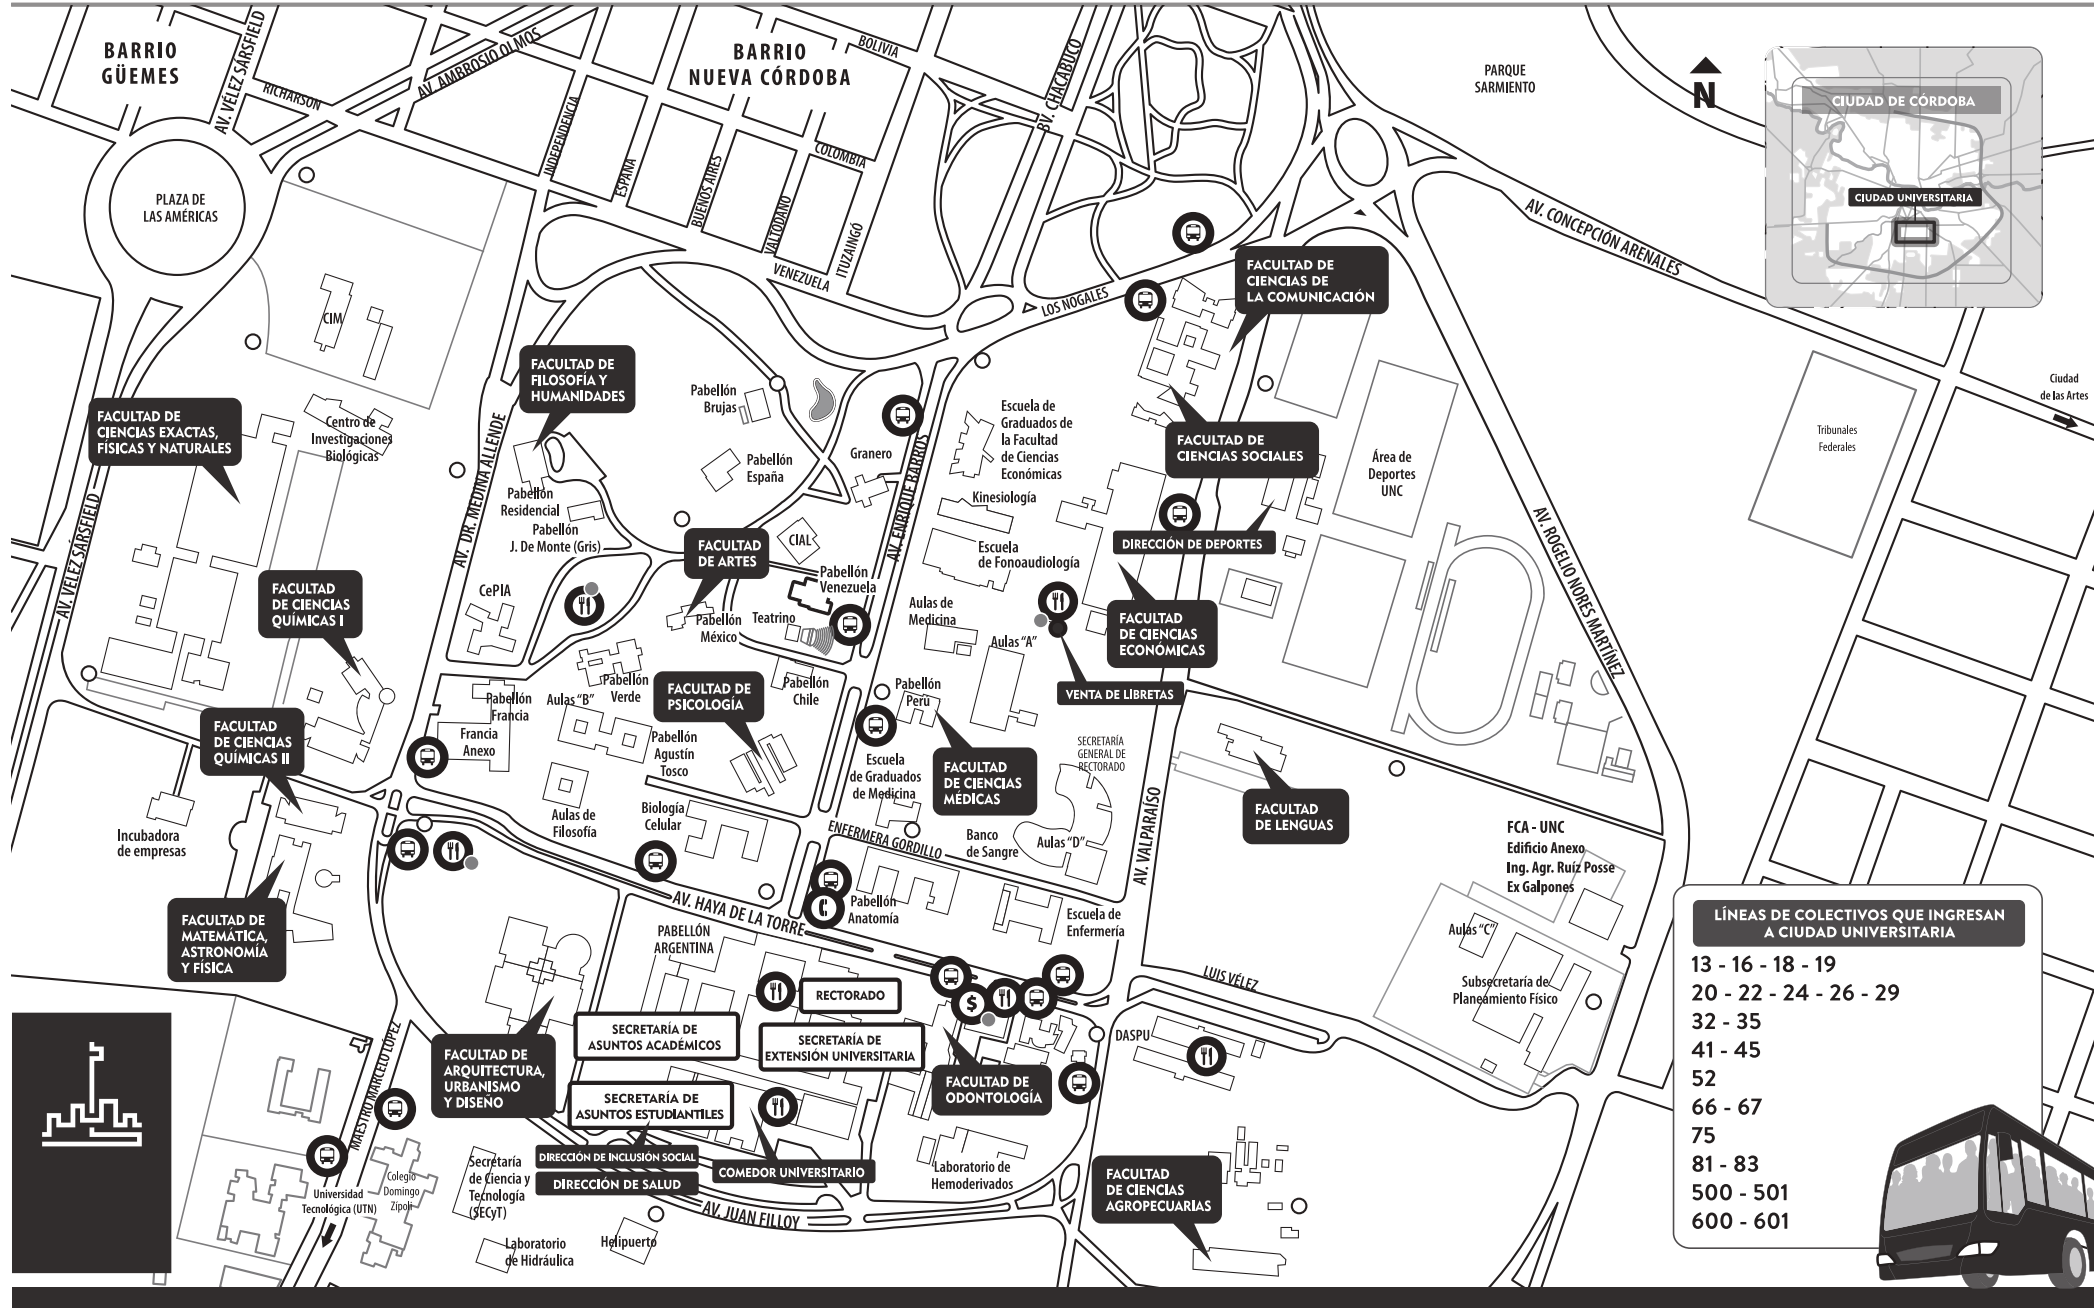 BARRIO
GÜEMES
AV. VÉLEZ SÁRSFIELD
RICHARSON
AV. AMBROSIO OLMOS
BARRIO
NUEVA CÓRDOBA
BOLIVIA
BV. CHACABUCO
PARQUE
SARMIENTO
N
CIUDAD DE CÓRDOBA
CIUDAD UNIVERSITARIA
PLAZA DE
LAS AMÉRICAS
INDEPENDENCIA
ESPAÑA
BUENOS AIRES
VALTODANO
ITUZAINGÓ
COLOMBIA
VENEZUELA
LOS NOGALES
AV. CONCEPCIÓN ARENALES
FACULTAD DE
CIENCIAS DE
LA COMUNICACIÓN
CIM
FACULTAD DE
FILOSOFÍA Y
HUMANIDADES
Pabellón
Brujas
Ciudad
de las Artes
FACULTAD DE
CIENCIAS EXACTAS,
FÍSICAS Y NATURALES
Centro de
Investigaciones
Biológicas
AV. DR. MEDINA ALLENDE
Pabellón
España
Granero
AV. ENRIQUE BARROS
Escuela de
Graduados de
la Facultad
de Ciencias
Económicas
FACULTAD DE
CIENCIAS SOCIALES
Área de
Deportes
UNC
Tribunales
Federales
AV. VÉLEZ SÁRSFIELD
Pabellón
Residencial
Pabellón
J. De Monte (Gris)
Kinesiología
DIRECCIÓN DE DEPORTES
AV. ROGELIO NORES MARTÍNEZ
FACULTAD
DE ARTES
CIAL
Escuela
de Fonoaudiología
FACULTAD
DE CIENCIAS
QUÍMICAS I
CePIA
Pabellón
Venezuela
Teatrino
Pabellón
México
Aulas de
Medicina
Aulas "A"
FACULTAD
DE CIENCIAS
ECONÓMICAS
VENTA DE LIBRETAS
Pabellón
Francia
Aulas "B"
Pabellón
Verde
FACULTAD DE
PSICOLOGÍA
Pabellón
Chile
Pabellón
Perú
FACULTAD
DE CIENCIAS
QUÍMICAS II
Francia
Anexo
Pabellón
Agustín
Tosco
Escuela
de Graduados
de Medicina
FACULTAD
DE CIENCIAS
MÉDICAS
SECRETARÍA
GENERAL DE
RECTORADO
AV. VALPARAÍSO
FACULTAD
DE LENGUAS
Incubadora
de empresas
Aulas de
Filosofía
Biología
Celular
ENFERMERA GORDILLO
Banco
de Sangre
Aulas "D"
FCA - UNC
Edificio Anexo
Ing. Agr. Ruíz Posse
Ex Galpones
FACULTAD DE
MATEMÁTICA,
ASTRONOMÍA
Y FÍSICA
AV. HAYA DE LA TORRE
Pabellón
Anatomía
Escuela de
Enfermería
Aulas "C"
PABELLÓN
ARGENTINA
RECTORADO
$
LUIS VÉLEZ
Subsecretaría de
Planeamiento Físico
SECRETARÍA DE
ASUNTOS ACADÉMICOS
SECRETARÍA DE
EXTENSIÓN UNIVERSITARIA
DASPU
FACULTAD DE
ARQUITECTURA,
URBANISMO
Y DISEÑO
FACULTAD DE
ODONTOLOGÍA
MAESTRO MARCELO LÓPEZ
SECRETARÍA DE
ASUNTOS ESTUDIANTILES
DIRECCIÓN DE INCLUSIÓN SOCIAL
DIRECCIÓN DE SALUD
COMEDOR UNIVERSITARIO
Secretaría
de Ciencia y
Tecnología
(SECyT)
Colegio
Domingo
Zípoli
Universidad
Tecnológica (UTN)
Laboratorio de
Hemoderivados
FACULTAD
DE CIENCIAS
AGROPECUARIAS
AV. JUAN FILLOY
Laboratorio
de Hidráulica
Helipuerto
LÍNEAS DE COLECTIVOS QUE INGRESAN
A CIUDAD UNIVERSITARIA
13 - 16 - 18 - 19
20 - 22 - 24 - 26 - 29
32 - 35
41 - 45
52
66 - 67
75
81 - 83
500 - 501
600 - 601